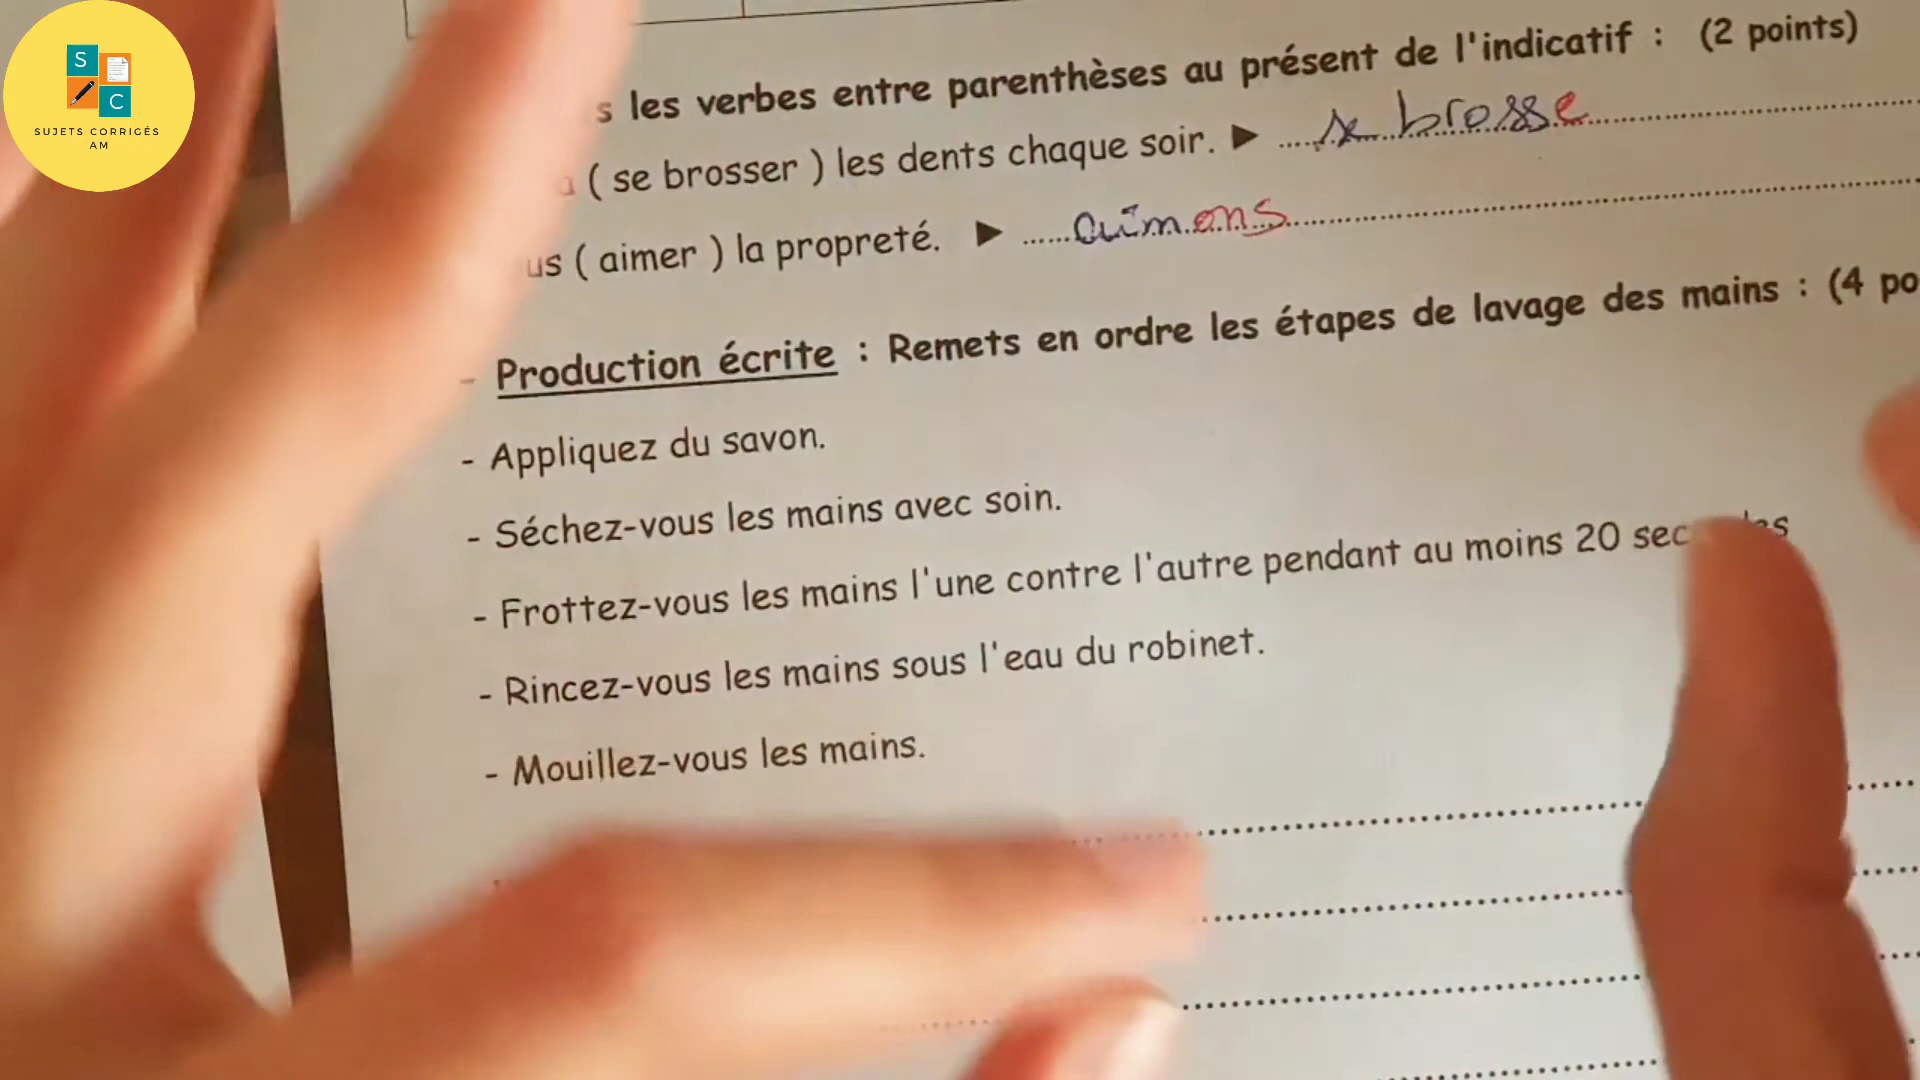 S
C
SUJETS CORRIGÉS
AM
les verbes entre parenthèses au présent de l'indicatif : (2 points)
( se brosser ) les dents chaque soir. ► se brosse
( aimer ) la propreté. ► aimons
- Production écrite : Remets en ordre les étapes de lavage des mains : (4
- Appliquez du savon.
- Séchez-vous les mains avec soin.
- Frottez-vous les mains l'une contre l'autre pendant au moins 20
- Rincez-vous les mains sous l'eau du robinet.
- Mouillez-vous les mains.